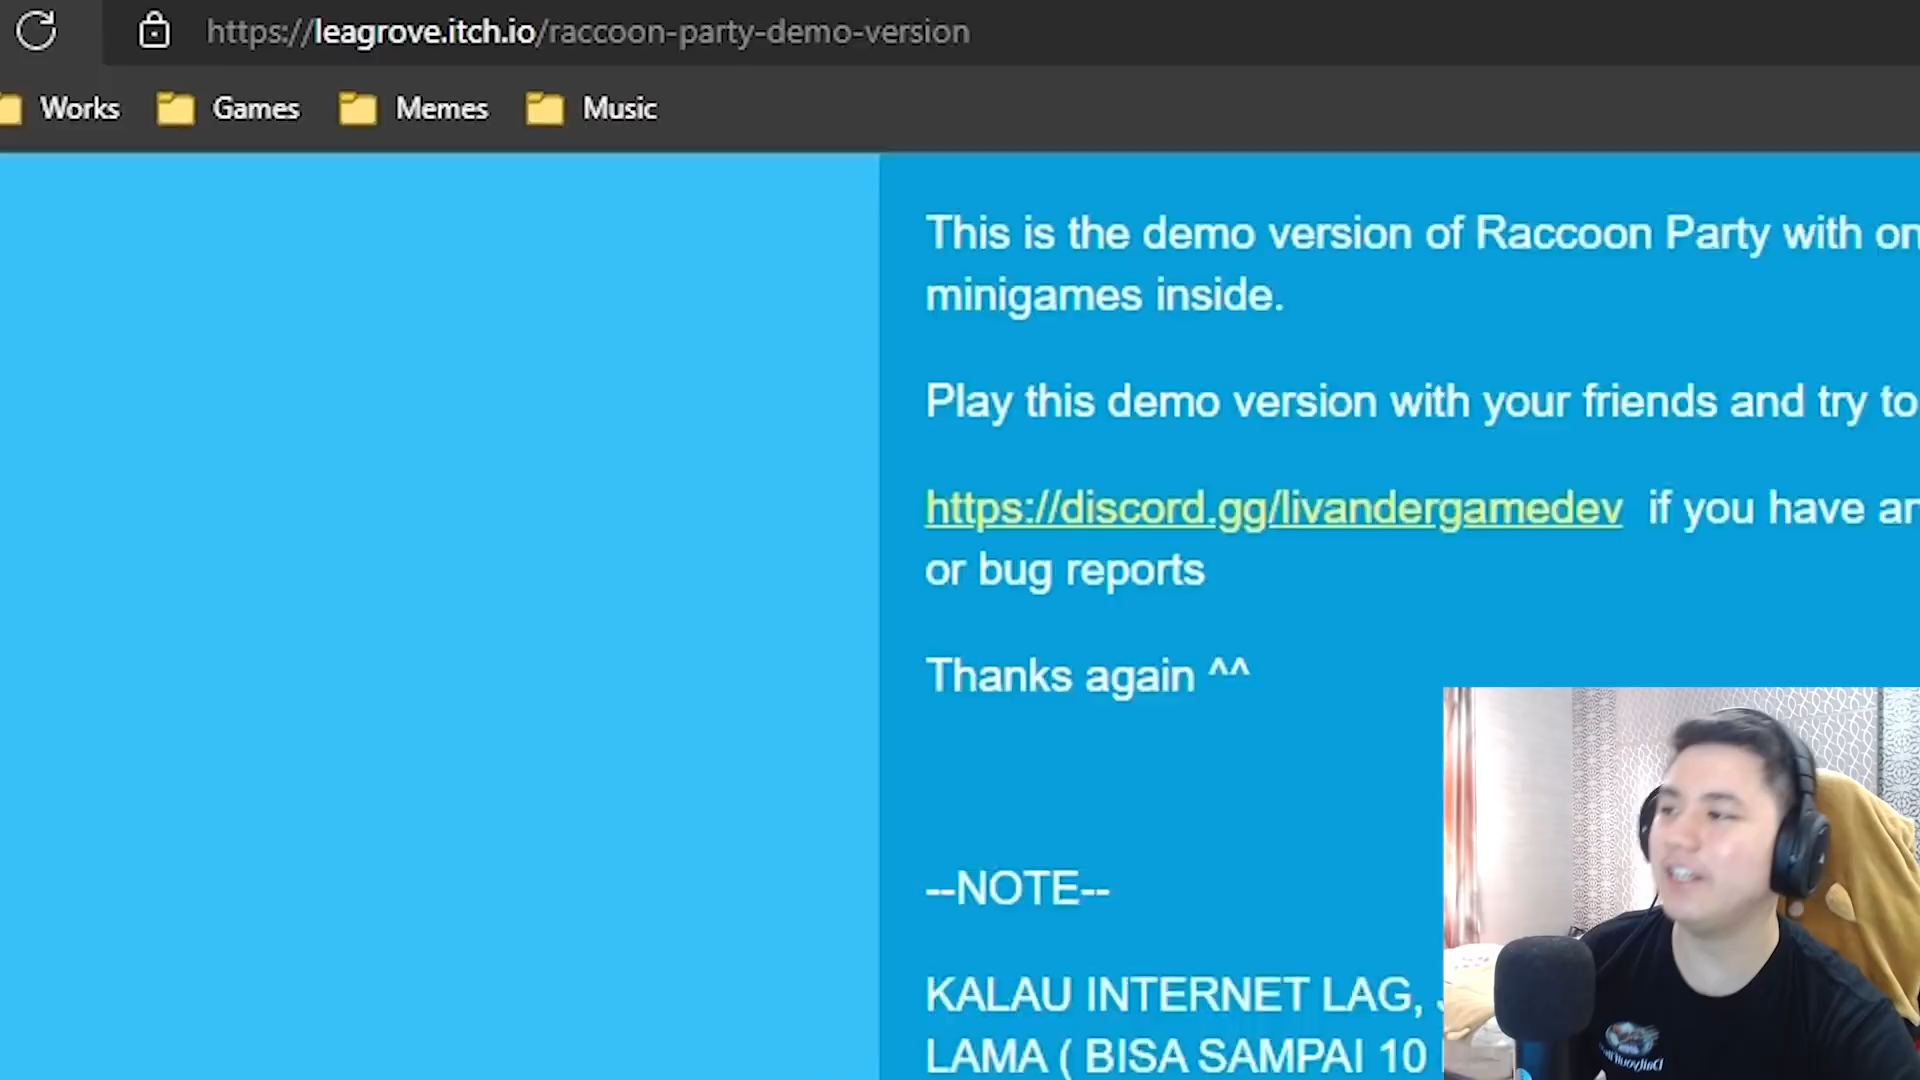 https://leagrove.itch.io/raccoon-party-demo-version
Works Games Memes Music
This is the demo version of Raccoon Party with
minigames inside.
Play this demo version with your friends and try to
https://discord.gg/livandergamedev if you have
or bug reports
Thanks again ^^
--NOTE--
KALAU INTERNET LAG,
LAMA ( BISA SAMPAI 10